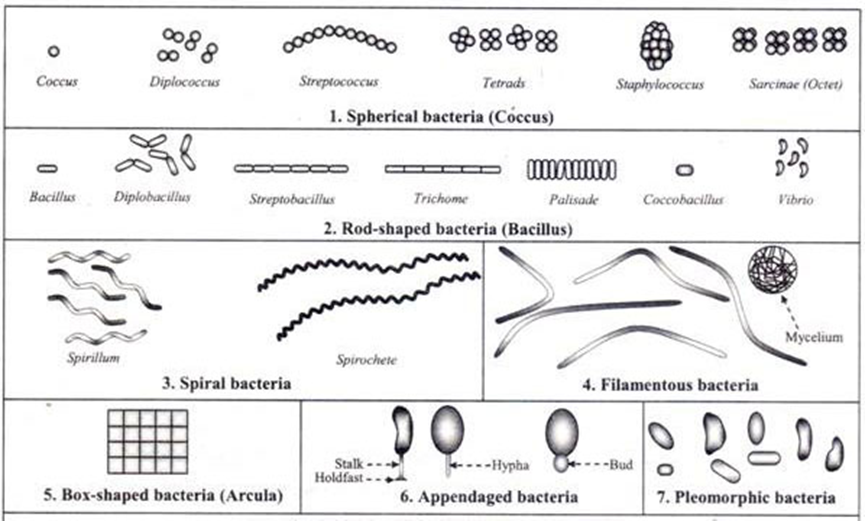 Coccus
Diplococcus
Streptococcus
Tetrads
Staphylococcus
Sarcinae (Octet)
1. Spherical bacteria (Coccus)
Bacillus
Diplobacillus
Streptobacillus
Trichome
Palisade
Coccobacillus
Vibrio
2. Rod-shaped bacteria (Bacillus)
Spirillum
Spirochete
3. Spiral bacteria
Mycelium
4. Filamentous bacteria
5. Box-shaped bacteria (Arcula)
Stalk
Holdfast
Hypha
Bud
6. Appendaged bacteria
7. Pleomorphic bacteria